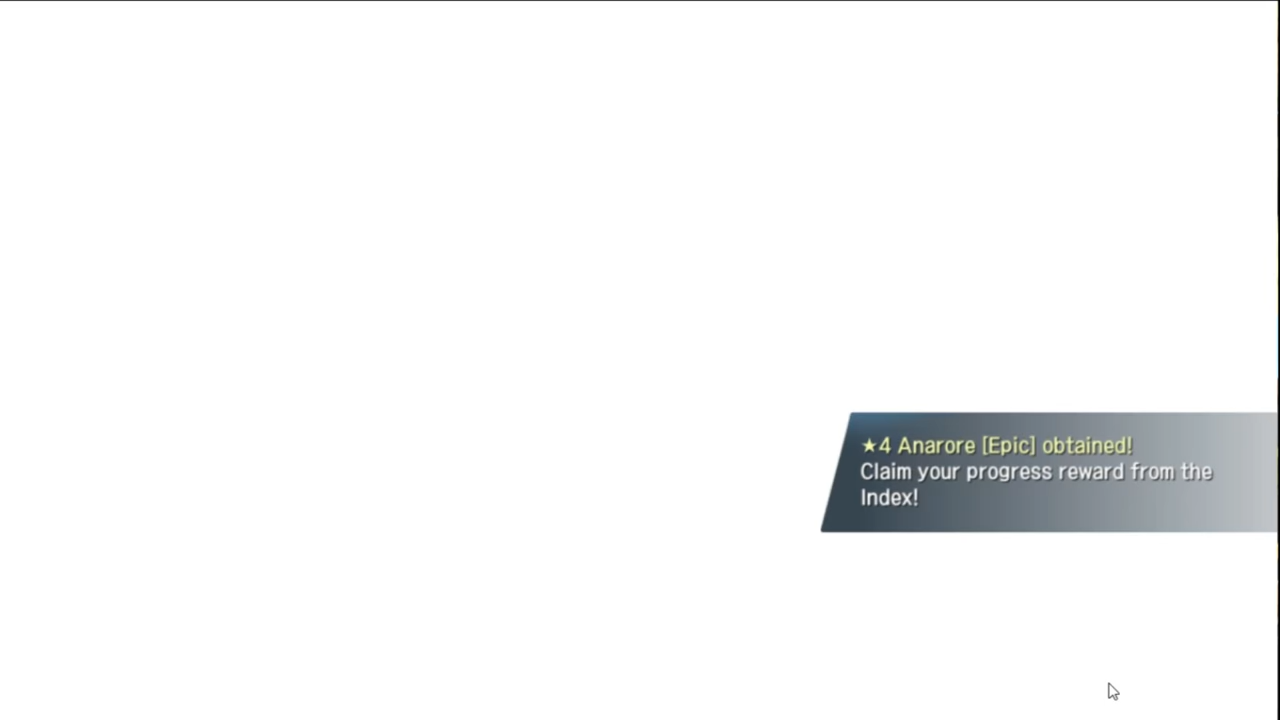 ★4 Anarore [Epic] obtained!
Claim your progress reward from the
Index!